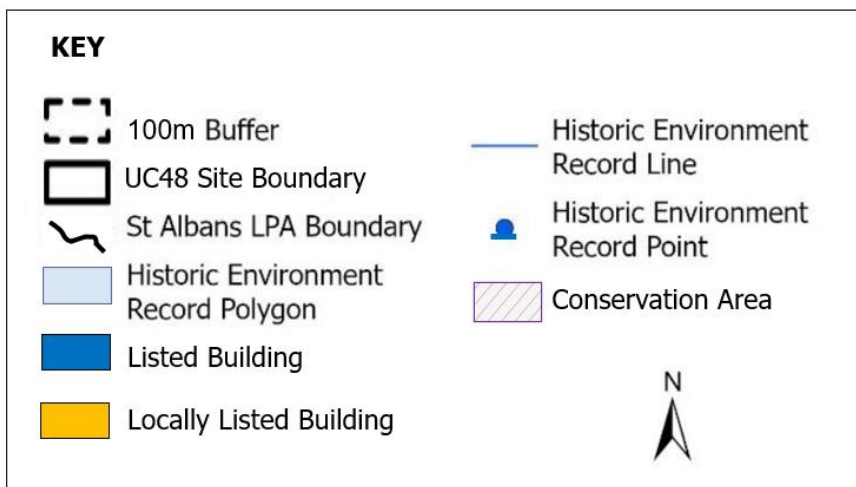 KEY
100m Buffer
UC48 Site Boundary
St Albans LPA Boundary
Historic Environment
Record Polygon
Listed Building
Locally Listed Building
Historic Environment
Record Line
Historic Environment
Record Point
Conservation Area
N